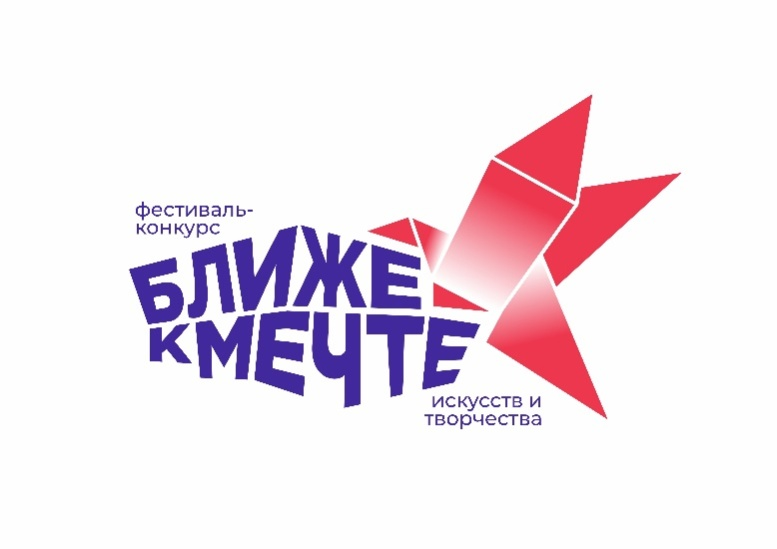 фестиваль-
конкурс
БЛИЖЕ
К МЕЧТЕ
искусств и
творчества